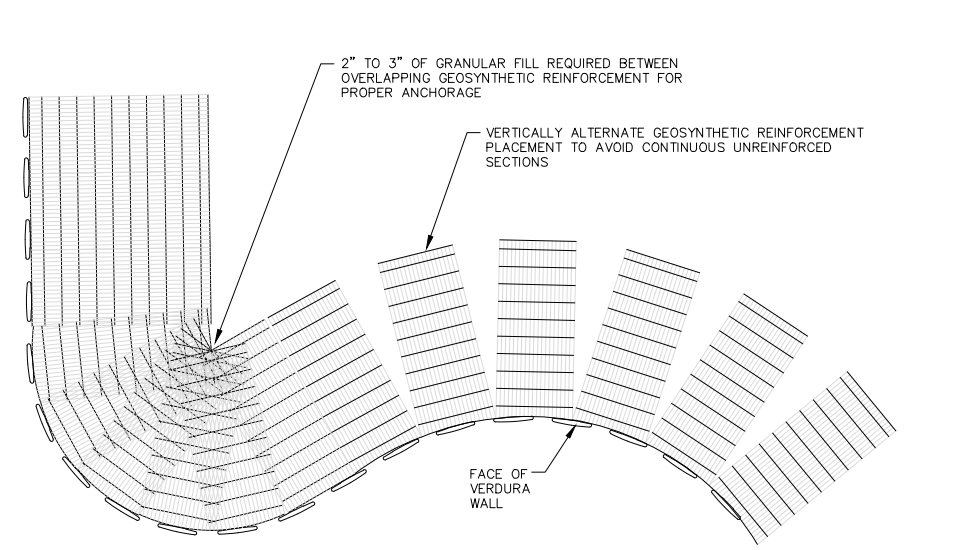 2” TO 3” OF GRANULAR FILL REQUIRED BETWEEN
OVERLAPPING GEOSYNTHETIC REINFORCEMENT FOR
PROPER ANCHORAGE
VERTICALLY ALTERNATE GEOSYNTHETIC REINFORCEMENT
PLACEMENT TO AVOID CONTINUOUS UNREINFORCED
SECTIONS
FACE OF
VERDURA
WALL